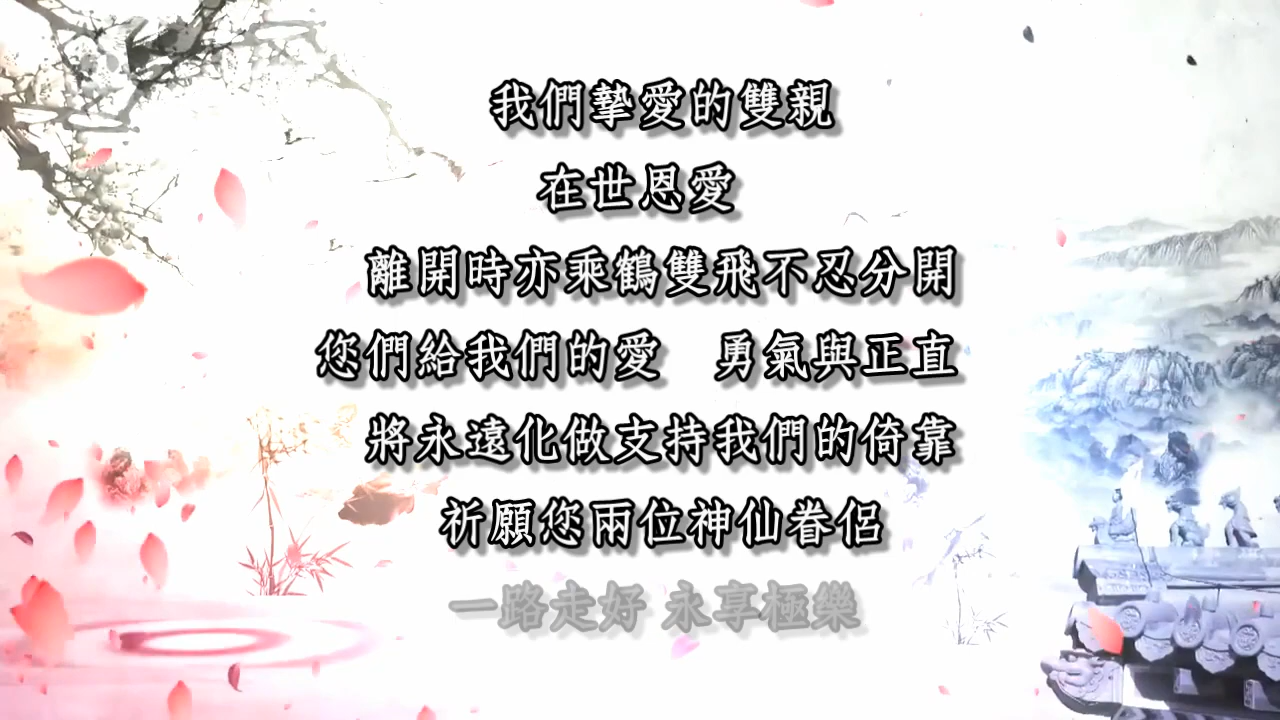 我們摯愛的雙親
在世恩愛
離開時亦乘鶴雙飛不忍分開
您們給我們的愛　勇氣與正直
將永遠化做支持我們的倚靠
祈願您兩位神仙眷侶
一路走好 永享極樂